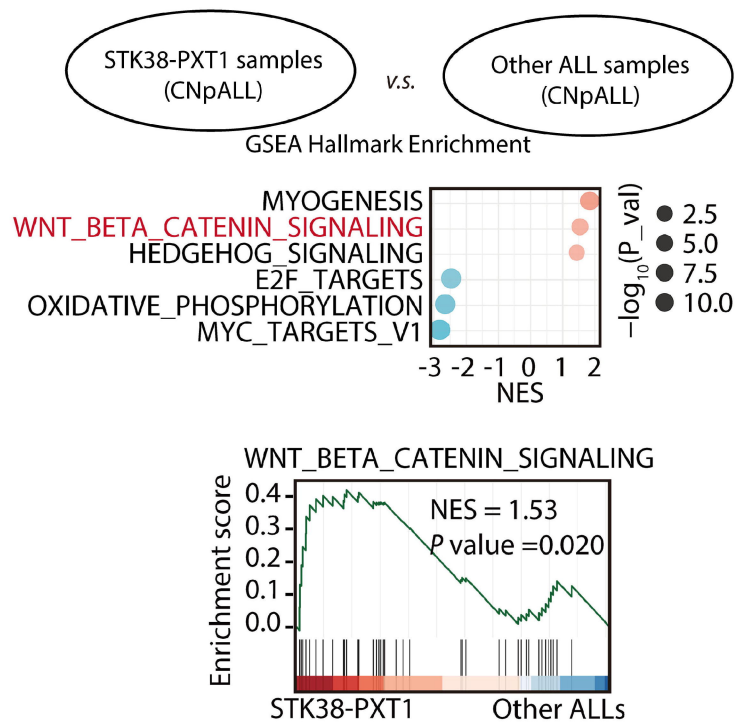 STK38-PXT1 samples
(CNpALL)
v.s.
Other ALL samples
(CNpALL)
GSEA Hallmark Enrichment
MYOGENESIS
WNT_BETA_CATENIN_SIGNALING
HEDGEHOG_SIGNALING
E2F_TARGETS
OXIDATIVE_PHOSPHORYLATION
MYC_TARGETS_V1
-3 -2 -1 0 1 2
NES
−log10(P_val)
2.5
5.0
7.5
10.0
WNT_BETA_CATENIN_SIGNALING
Enrichment score
0.4
0.3
0.2
0.1
0.0
NES = 1.53
P value =0.020
STK38-PXT1
Other ALLs